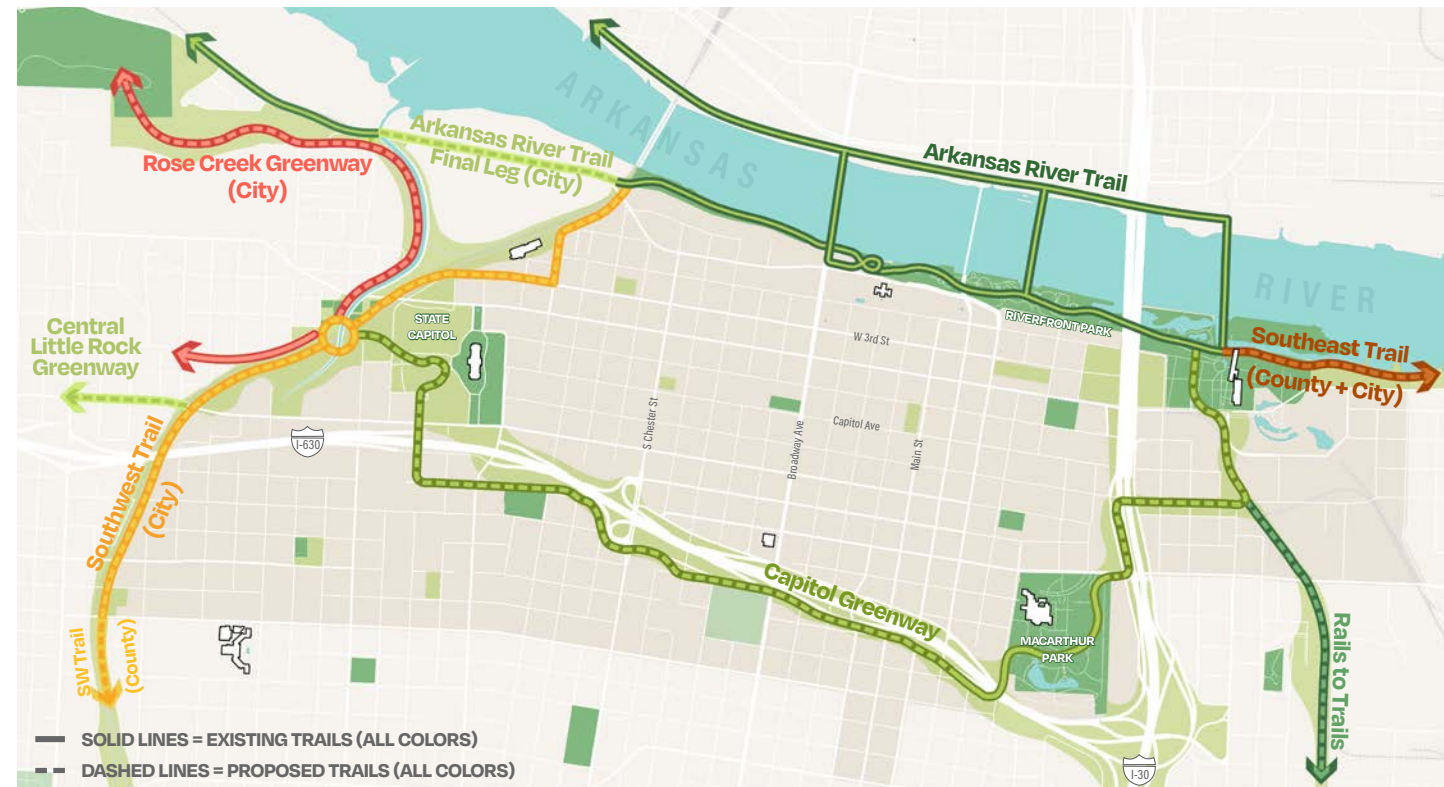 ARKANSAS
Arkansas River Trail
Final Leg (City)
Rose Creek Greenway
(City)
Arkansas River Trail
RIVER
Central
Little Rock
Greenway
STATE
CAPITOL
RIVERFRONT PARK
W 3rd St
Southeast Trail
(County + City)
Southwest Trail
(City)
I-630
S Chester St
Broadway Ave
Capitol Ave
Main St
Capitol Greenway
MACARTHUR
PARK
SW Trail
(County)
Rails to Trails
I-30
SOLID LINES = EXISTING TRAILS (ALL COLORS)
DASHED LINES = PROPOSED TRAILS (ALL COLORS)